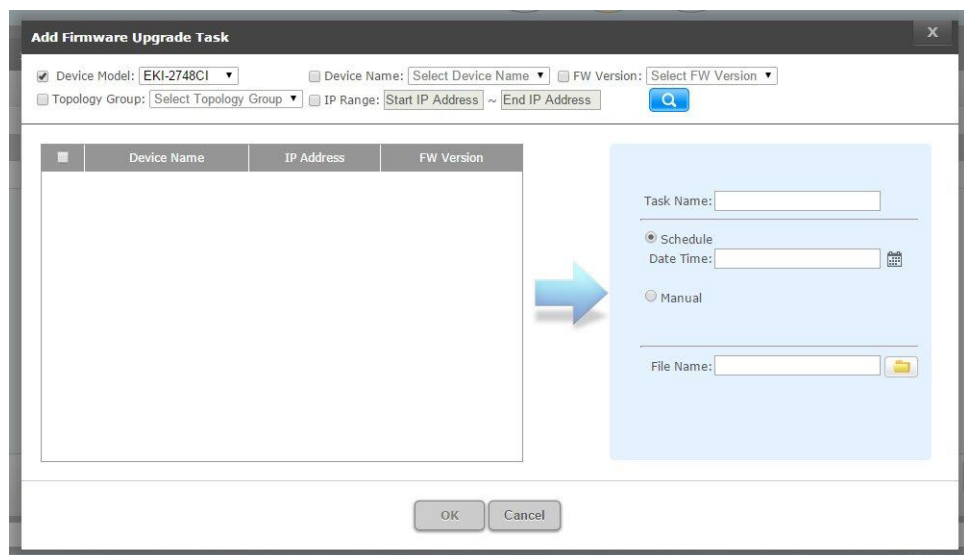 Add Firmware Upgrade Task
X
Device Model: EKI-2748CI Device Name: Select Device Name FW Version: Select FW Version
Topology Group: Select Topology Group IP Range: Start IP Address ~ End IP Address
Device Name IP Address FW Version
Task Name:
Schedule
Date Time:
Manual
File Name:
OK Cancel